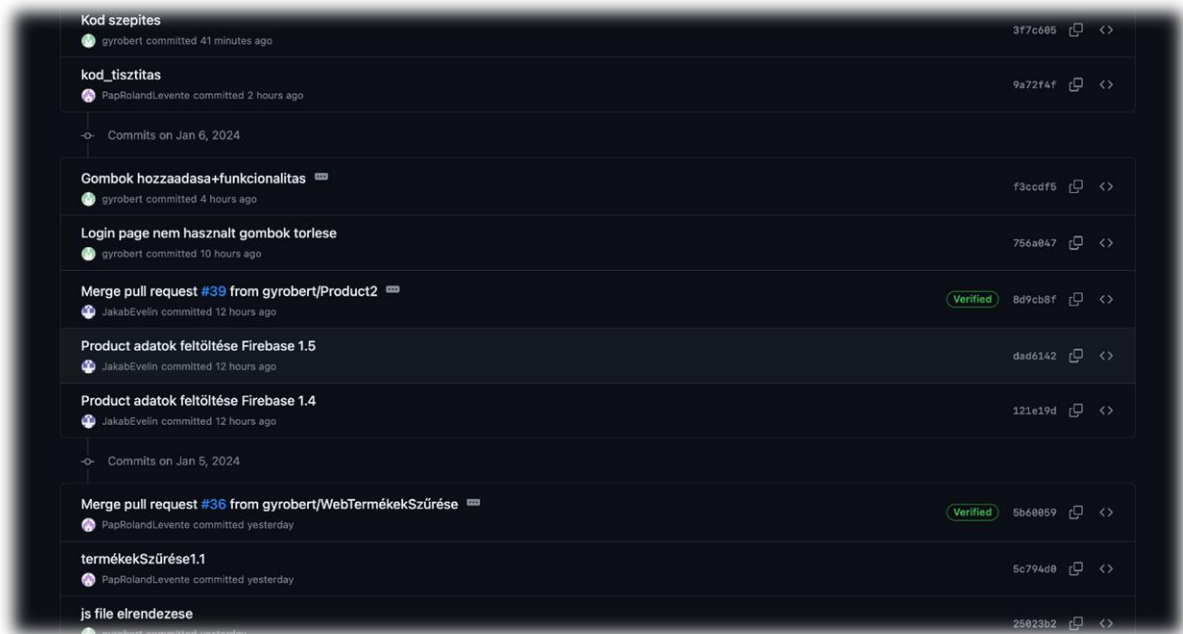 Kod szepites
gyrobert committed 41 minutes ago
3f7c605
kod_tisztitas
PapRolandLevente committed 2 hours ago
9a72f4f
Commits on Jan 6, 2024
Gombok hozzaadasa+funkcionalitas
gyrobert committed 4 hours ago
f3ccdf5
Login page nem hasznalt gombok torlese
gyrobert committed 10 hours ago
756a047
Merge pull request #39 from gyrobert/Product2
JakabEvelin committed 12 hours ago
Verified 8d9cb8f
Product adatok feltöltése Firebase 1.5
JakabEvelin committed 12 hours ago
dad6142
Product adatok feltöltése Firebase 1.4
JakabEvelin committed 12 hours ago
121e19d
Commits on Jan 5, 2024
Merge pull request #36 from gyrobert/WebTermékekSzűrése
PapRolandLevente committed yesterday
Verified 5b60059
termékekSzűrése1.1
PapRolandLevente committed yesterday
5c794d0
js file elrendezese
gyrobert committed yesterday
25023b2